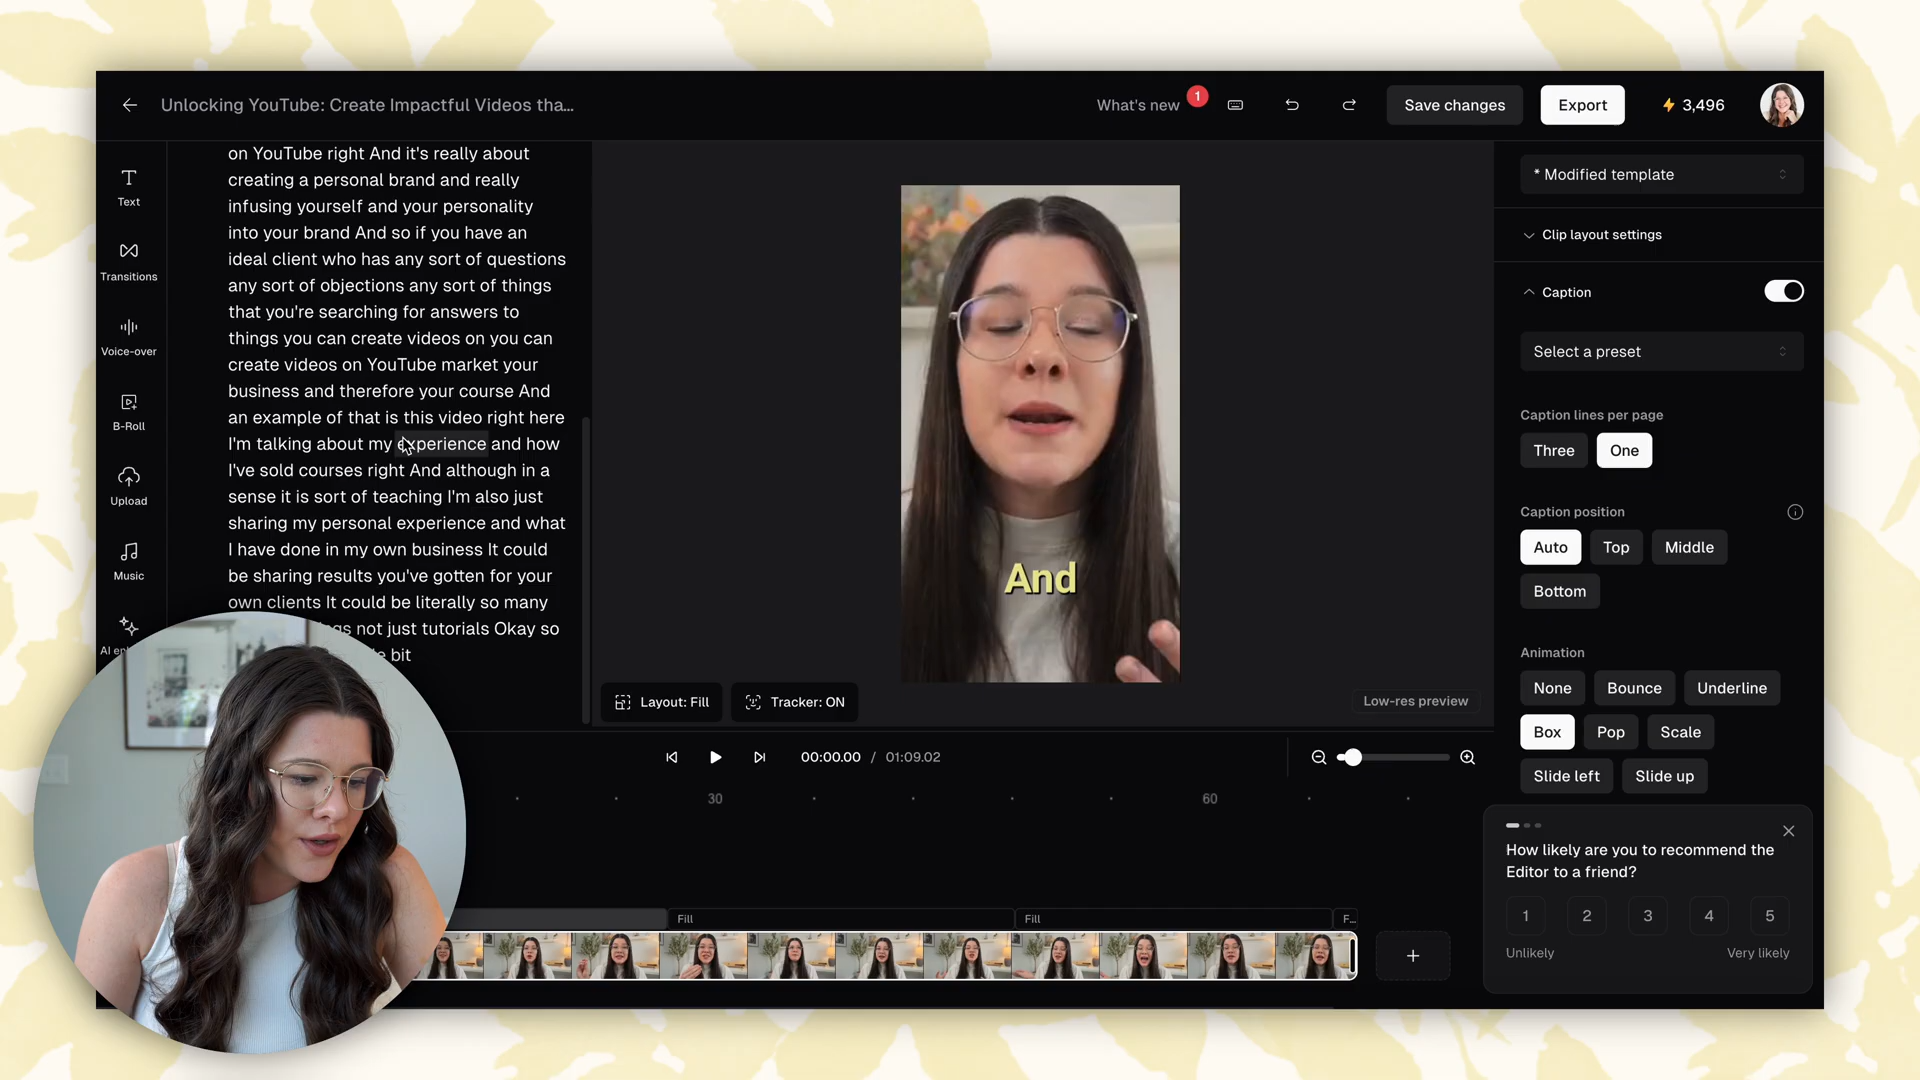 Unlocking YouTube: Create Impactful Videos tha...
What's new
1
Save changes
Export
3,496
Text
Transitions
Voice-over
B-Roll
Upload
Music
on YouTube right And it's really about
creating a personal brand and really
infusing yourself and your personality
into your brand And so if you have an
ideal client who has any sort of questions
any sort of objections any sort of things
that you're searching for answers to
things you can create videos on you can
create videos on YouTube market your
business and therefore your course And
an example of that is this video right here
I'm talking about my experience and how
I've sold courses right And although in a
sense it is sort of teaching I'm also just
sharing my personal experience and what
I have done in my own business It could
be sharing results you've gotten for your
own clients It could be literally so many
not just tutorials Okay so
bit
And
Layout: Fill
Tracker: ON
Low-res preview
* Modified template
Clip layout settings
Caption
Select a preset
Caption lines per page
Three
One
Caption position
Auto
Top
Middle
Bottom
Animation
None
Bounce
Underline
Box
Pop
Scale
Slide left
Slide up
00:00.00 / 01:09.02
30
60
Fill
Fill
F...
How likely are you to recommend the
Editor to a friend?
1
2
3
4
5
Unlikely
Very likely